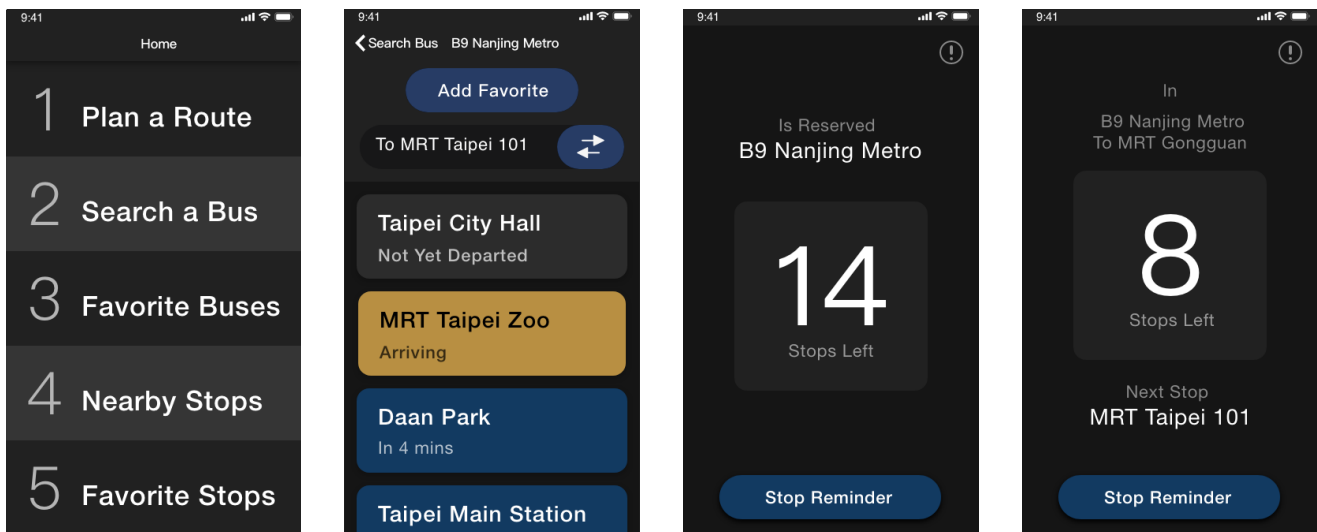 9:41
Home
1 Plan a Route
2 Search a Bus
3 Favorite Buses
4 Nearby Stops
5 Favorite Stops
9:41
Search Bus B9 Nanjing Metro
Add Favorite
To MRT Taipei 101
Taipei City Hall
Not Yet Departed
MRT Taipei Zoo
Arriving
Daan Park
In 4 mins
Taipei Main Station
9:41
Is Reserved
B9 Nanjing Metro
14
Stops Left
Stop Reminder
9:41
In
B9 Nanjing Metro
To MRT Gongguan
8
Stops Left
Next Stop
MRT Taipei 101
Stop Reminder